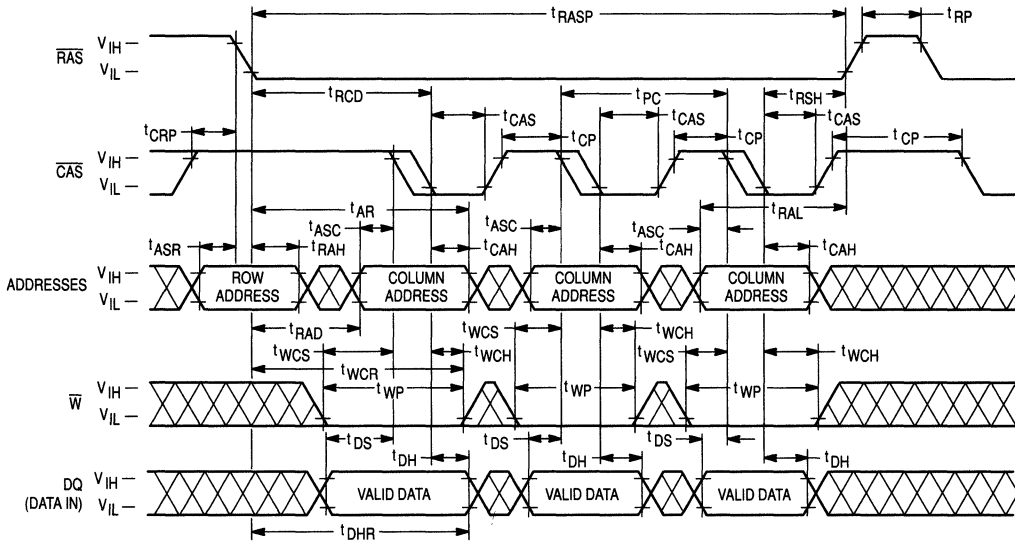 tRASP
tRP
RAS
VIH
VIL
tRCD
tPC
tRSH
tCRP
tCAS
tCP
tCAS
tCP
tCAS
tCP
CAS
VIH
VIL
tAR
tRAL
tASR
tRAH
tASC
tCAH
tASC
tCAH
tASC
tCAH
ADDRESSES
VIH
VIL
ROW ADDRESS
COLUMN ADDRESS
COLUMN ADDRESS
COLUMN ADDRESS
tRAD
tWCS
tWCH
tWCS
tWCH
tWCS
tWCH
tWCR
tWP
tWP
tWP
W
VIH
VIL
tDS
tDH
tDS
tDH
tDS
tDH
DQ
(DATA IN)
VIH
VIL
VALID DATA
VALID DATA
VALID DATA
tDHR